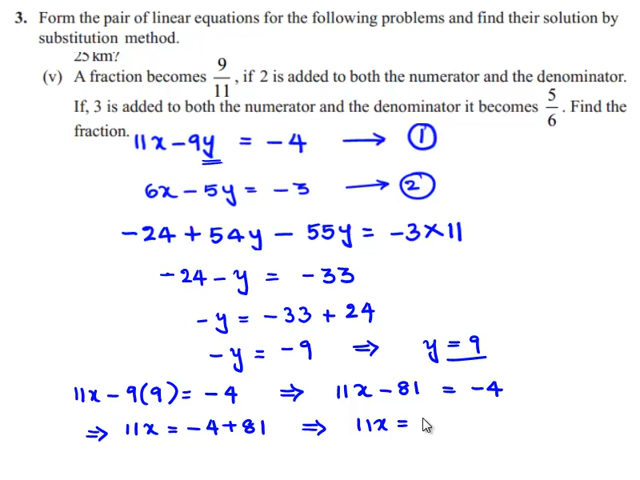 3. Form the pair of linear equations for the following problems and find their solution by
substitution method.
25 km?
(v) A fraction becomes 9/11, if 2 is added to both the numerator and the denominator.
If, 3 is added to both the numerator and the denominator it becomes 5/6. Find the
fraction.
11x - 9y = -4 → ①
6x - 5y = -3 → ②
-24 + 54y - 55y = -3×11
-24 - y = -33
-y = -33 + 24
-y = -9 ⇒ y = 9
11x - 9(9) = -4 ⇒ 11x - 81 = -4
⇒ 11x = -4+81 ⇒ 11x =